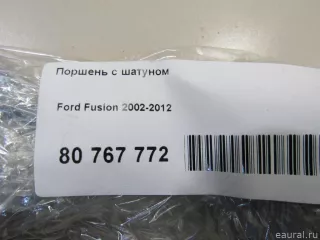 Поршень с шатуном
Ford Fusion 2002-2012
80 767 772
eaural.ru